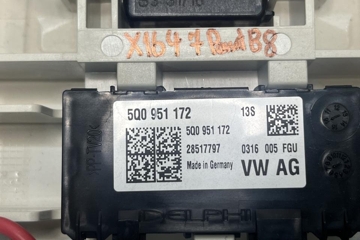 X1647 Band B8
5Q0 951 172 13S
5Q0 951 172
28517797 0316 005 FGU
Made in Germany VW AG
DELPHI